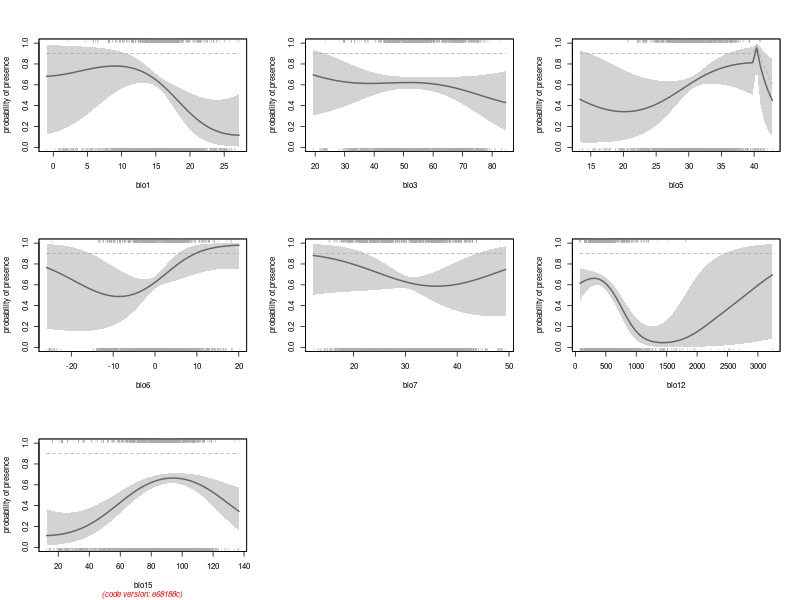 probability of presence
0.0 0.2 0.4 0.6 0.8 1.0
0 5 10 15 20 25
bio1
probability of presence
0.0 0.2 0.4 0.6 0.8 1.0
20 30 40 50 60 70 80
bio3
probability of presence
0.0 0.2 0.4 0.6 0.8 1.0
15 20 25 30 35 40
bio5
probability of presence
0.0 0.2 0.4 0.6 0.8 1.0
-20 -10 0 10 20
bio6
probability of presence
0.0 0.2 0.4 0.6 0.8 1.0
20 30 40 50
bio7
probability of presence
0.0 0.2 0.4 0.6 0.8 1.0
0 500 1000 1500 2000 2500 3000
bio12
probability of presence
0.0 0.2 0.4 0.6 0.8 1.0
20 40 60 80 100 120 140
bio15
(code version: e68188c)